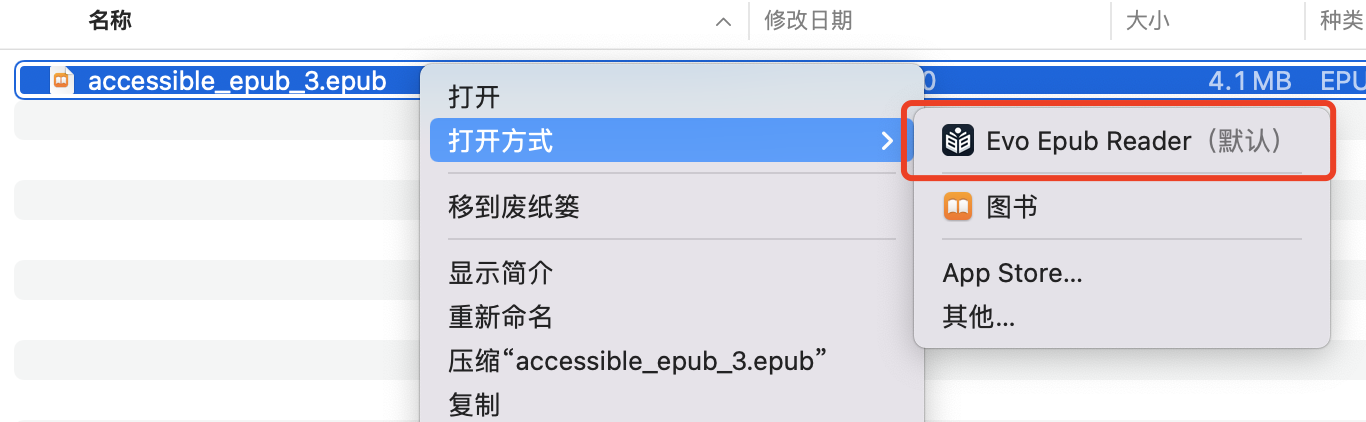 名称 修改日期 大小 种类
accessible_epub_3.epub 0 4.1 MB EPU
打开
打开方式
Evo Epub Reader（默认）
移到废纸篓
图书
显示简介
App Store...
重新命名
其他...
压缩“accessible_epub_3.epub”
复制